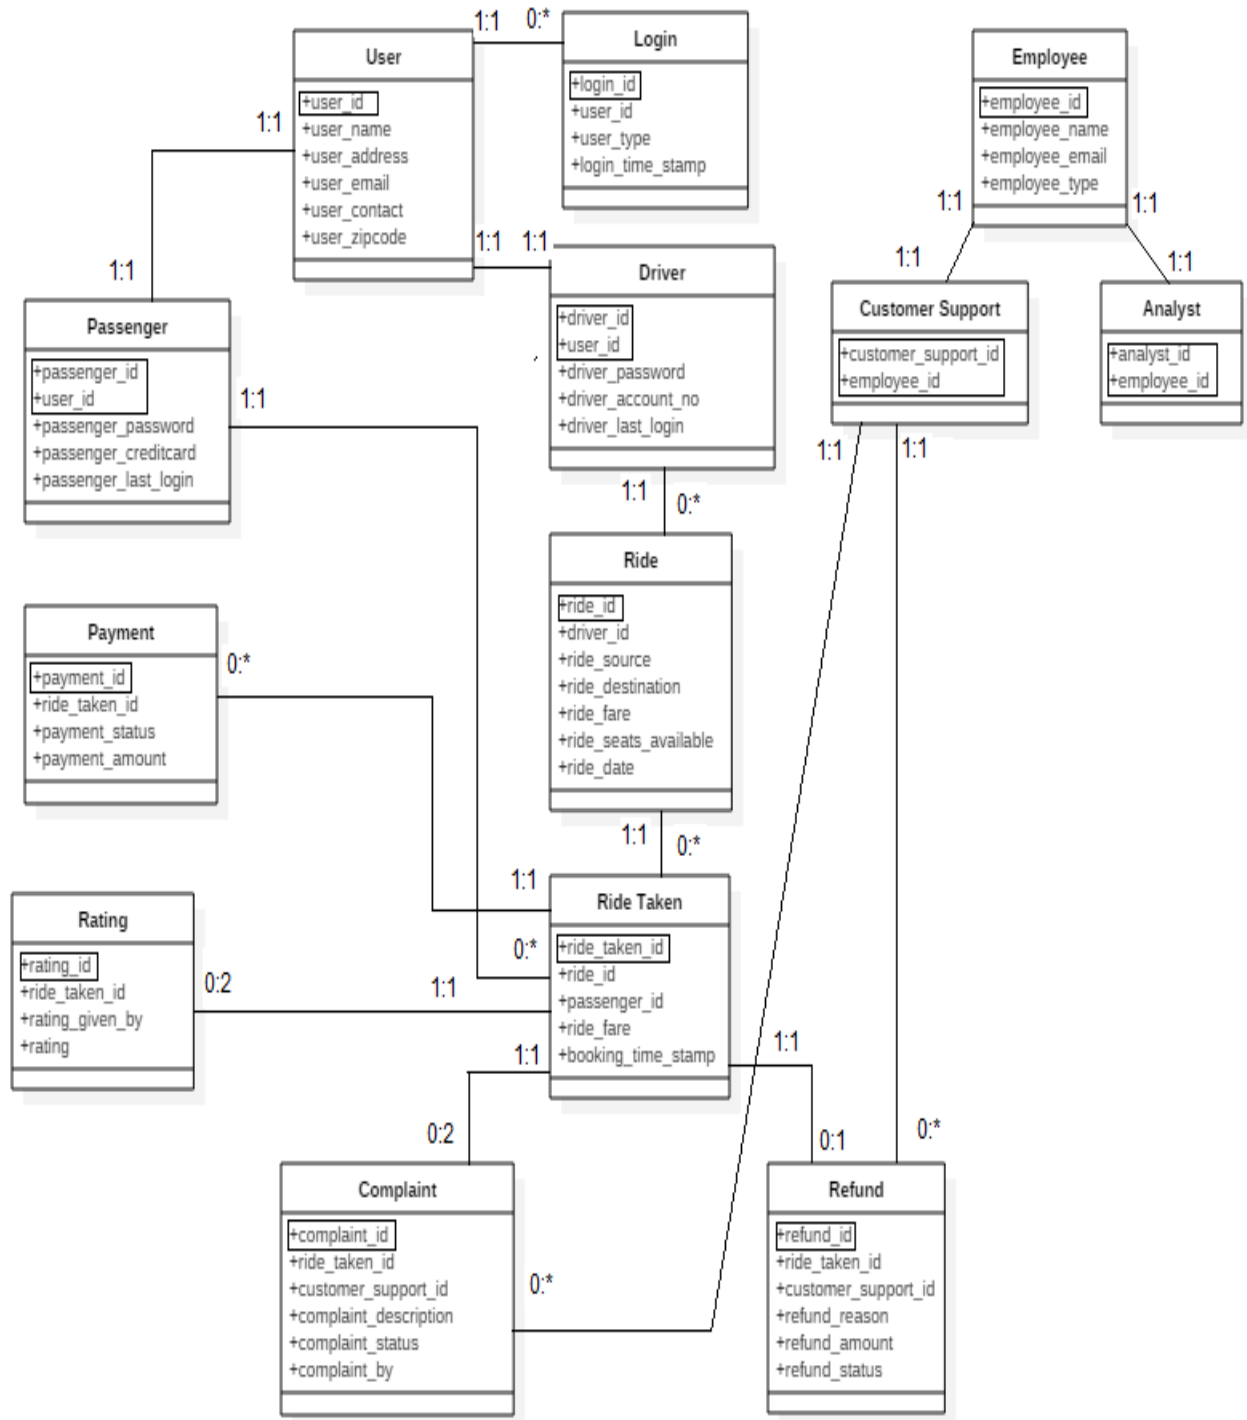 1:1
0:*
User
+user_id
+user_name
+user_address
+user_email
+user_contact
+user_zipcode
Login
+login_id
+user_id
+user_type
+login_time_stamp
Employee
+employee_id
+employee_name
+employee_email
+employee_type
1:1
1:1
1:1
1:1
1:1
1:1
1:1
1:1
Passenger
+passenger_id
+user_id
+passenger_password
+passenger_creditcard
+passenger_last_login
1:1
Driver
+driver_id
+user_id
+driver_password
+driver_account_no
+driver_last_login
Customer Support
+customer_support_id
+employee_id
Analyst
+analyst_id
+employee_id
1:1
1:1
1:1
0:*
Ride
+ride_id
+driver_id
+ride_source
+ride_destination
+ride_fare
+ride_seats_available
+ride_date
Payment
+payment_id
+ride_taken_id
+payment_status
+payment_amount
0:*
1:1
0:*
1:1
0:*
Ride Taken
+ride_taken_id
+ride_id
+passenger_id
+ride_fare
+booking_time_stamp
Rating
+rating_id
+ride_taken_id
+rating_given_by
+rating
0:2
1:1
1:1
1:1
0:2
0:1
0:*
Complaint
+complaint_id
+ride_taken_id
+customer_support_id
+complaint_description
+complaint_status
+complaint_by
0:*
Refund
+refund_id
+ride_taken_id
+customer_support_id
+refund_reason
+refund_amount
+refund_status